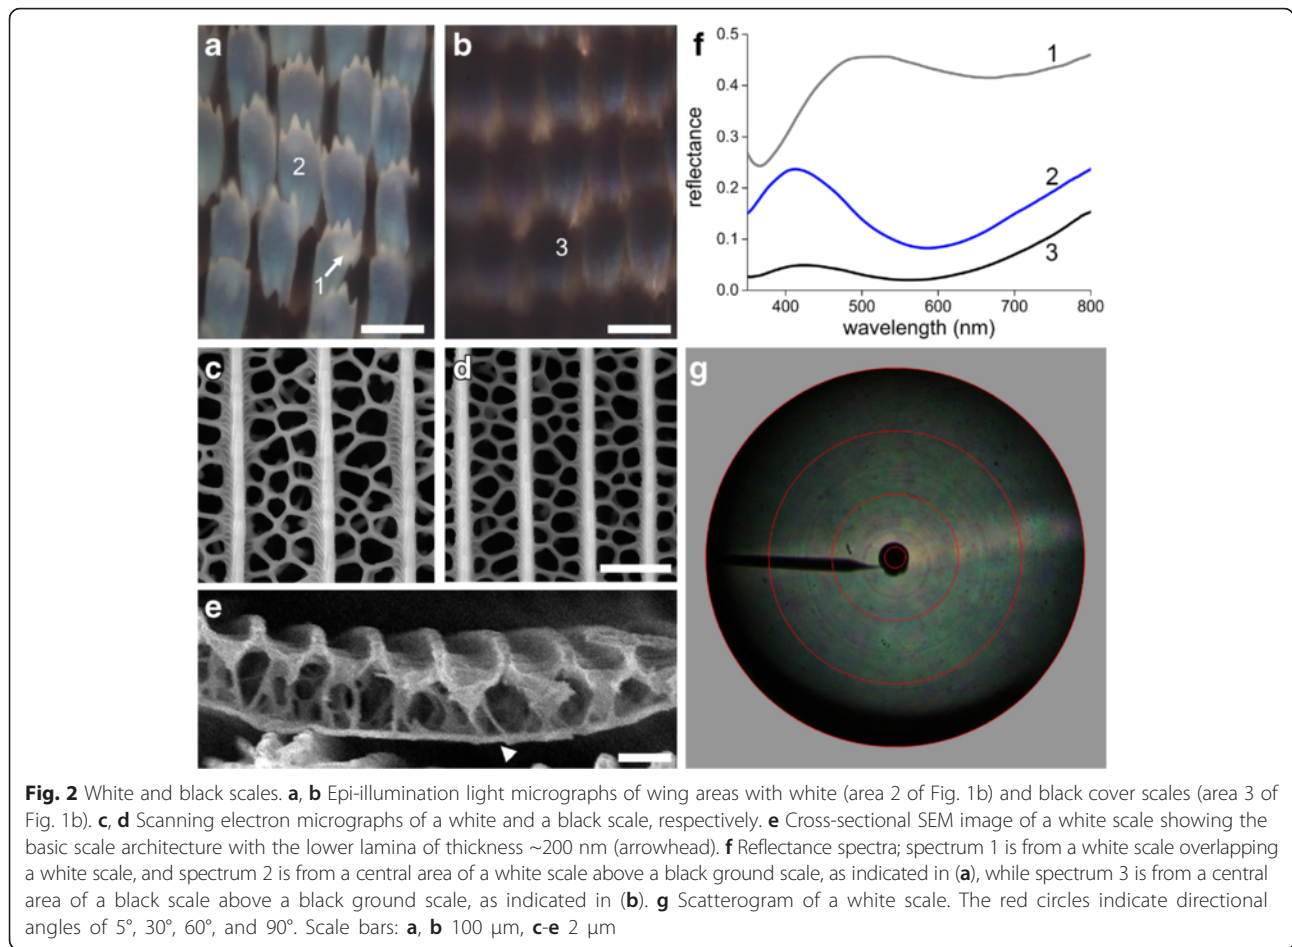 a
b
f
2
1
3
0.5
0.4
0.3
0.2
0.1
0.0
reflectance
1
2
3
400 500 600 700 800
wavelength (nm)
c
d
g
e
Fig. 2 White and black scales. a, b Epi-illumination light micrographs of wing areas with white (area 2 of Fig. 1b) and black cover scales (area 3 of
Fig. 1b). c, d Scanning electron micrographs of a white and a black scale, respectively. e Cross-sectional SEM image of a white scale showing the
basic scale architecture with the lower lamina of thickness ~200 nm (arrowhead). f Reflectance spectra; spectrum 1 is from a white scale overlapping
a white scale, and spectrum 2 is from a central area of a white scale above a black ground scale, as indicated in (a), while spectrum 3 is from a central
area of a black scale above a black ground scale, as indicated in (b). g Scatterogram of a white scale. The red circles indicate directional
angles of 5°, 30°, 60°, and 90°. Scale bars: a, b 100 μm, c-e 2 μm